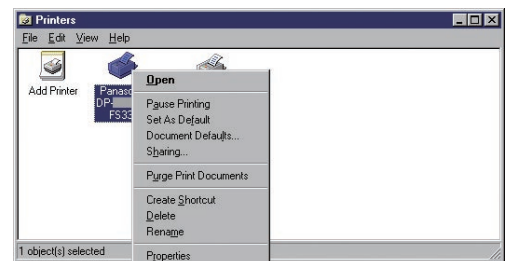 Printers
File Edit View Help
Add Printer
Panaso
DP-
FS33
Open
Pause Printing
Set As Default
Document Defaults...
Sharing...
Purge Print Documents
Create Shortcut
Delete
Rename
Properties
1 object(s) selected